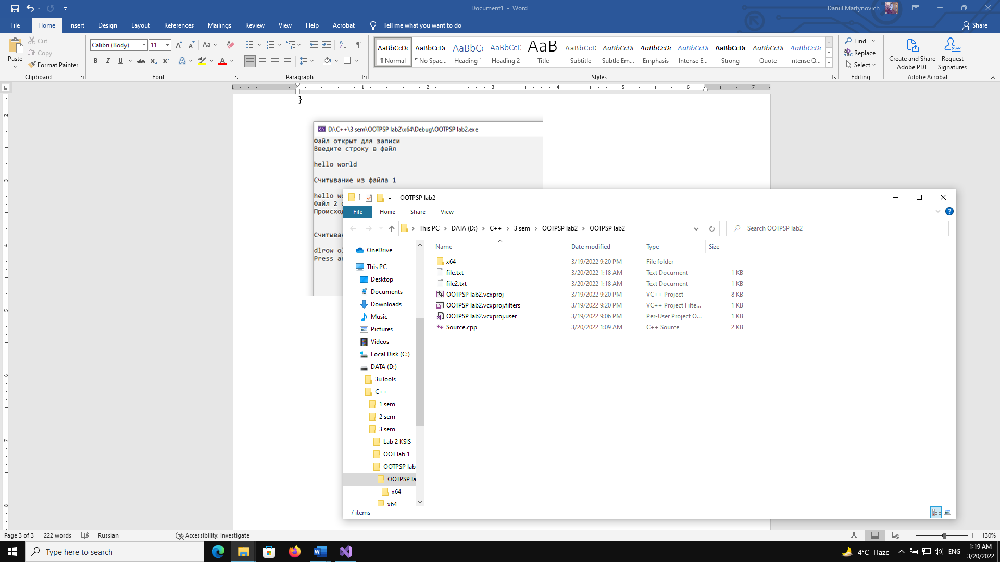 Document1 - Word
Daniil Martynovich
File Home Insert Design Layout References Mailings Review View Help Acrobat Tell me what you want to do Share
Paste
Cut
Copy
Format Painter
Clipboard
Calibri (Body) 11
Font
Paragraph
AaBbCcDc AaBbCcDc AaBbCc AaBbCcD AaB AaBbCcD AaBbCcDc AaBbCcDc AaBbCcDc AaBbCcDc AaBbCcDc AaBbCcDc
¶ Normal ¶ No Spac... Heading 1 Heading 2 Title Subtitle Subtle Em... Emphasis Intense E... Strong Quote Intense Q...
Styles
Find
Replace
Select
Editing
Create and Share Adobe PDF
Request Signatures
Adobe Acrobat
1 1 2 3 4 5 6 7
}
D:\C++\3 sem\OOTPSP lab2\x64\Debug\OOTPSP lab2.exe
Файл открыт для записи
Введите строку в файл
hello world
Считывание из файла 1
hello wo
Файл 2 о
Происход
Считыван
dlrow ol
Press an
OOTPSP lab2
File Home Share View
This PC > DATA (D:) > C++ > 3 sem > OOTPSP lab2 > OOTPSP lab2
Search OOTPSP lab2
OneDrive
This PC
Desktop
Documents
Downloads
Music
Pictures
Videos
Local Disk (C:)
DATA (D:)
3uTools
C++
1 sem
2 sem
3 sem
Lab 2 KSIS
OOT lab 1
OOTPSP lab
OOTPSP la
x64
x64
Name Date modified Type Size
x64 3/19/2022 9:20 PM File folder
file.txt 3/20/2022 1:18 AM Text Document 1 KB
file2.txt 3/20/2022 1:18 AM Text Document 1 KB
OOTPSP lab2.vcxproj 3/19/2022 9:20 PM VC++ Project 8 KB
OOTPSP lab2.vcxproj.filters 3/19/2022 9:20 PM VC++ Project Filte... 1 KB
OOTPSP lab2.vcxproj.user 3/19/2022 9:06 PM Per-User Project O... 1 KB
Source.cpp 3/20/2022 1:09 AM C++ Source 2 KB
7 items
Page 3 of 3 222 words Russian Accessibility: Investigate 130%
Type here to search
4°C Haze ENG
1:19 AM
3/20/2022